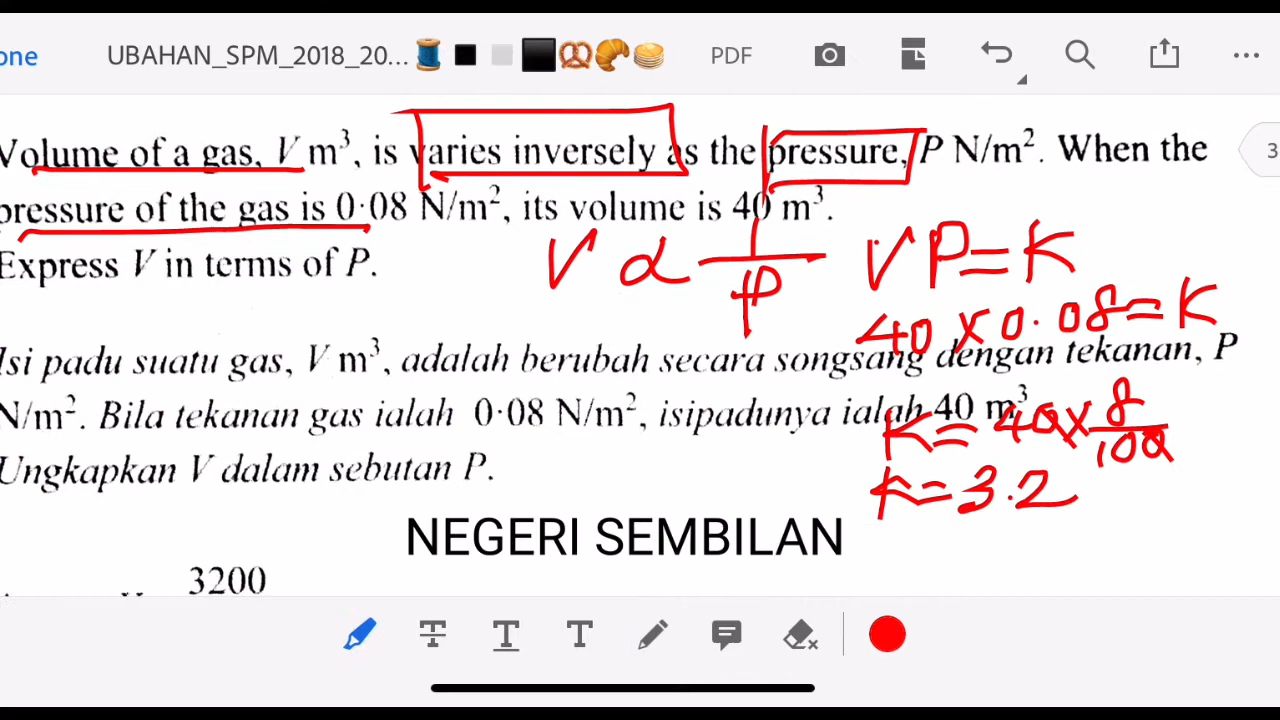 one
UBAHAN_SPM_2018_20...
PDF
Volume of a gas, V m³, is varies inversely as the pressure, P N/m². When the
3
pressure of the gas is 0·08 N/m², its volume is 40 m³.
Express V in terms of P.
V ∝ 1/P
VP = K
40 × 0.08 = K
Isi padu suatu gas, V m³, adalah berubah secara songsang dengan tekanan, P
N/m². Bila tekanan gas ialah 0·08 N/m², isipadunya ialah 40 m³
K = 40 × 8/100
Ungkapkan V dalam sebutan P.
K = 3.2
NEGERI SEMBILAN
3200
T
T
T